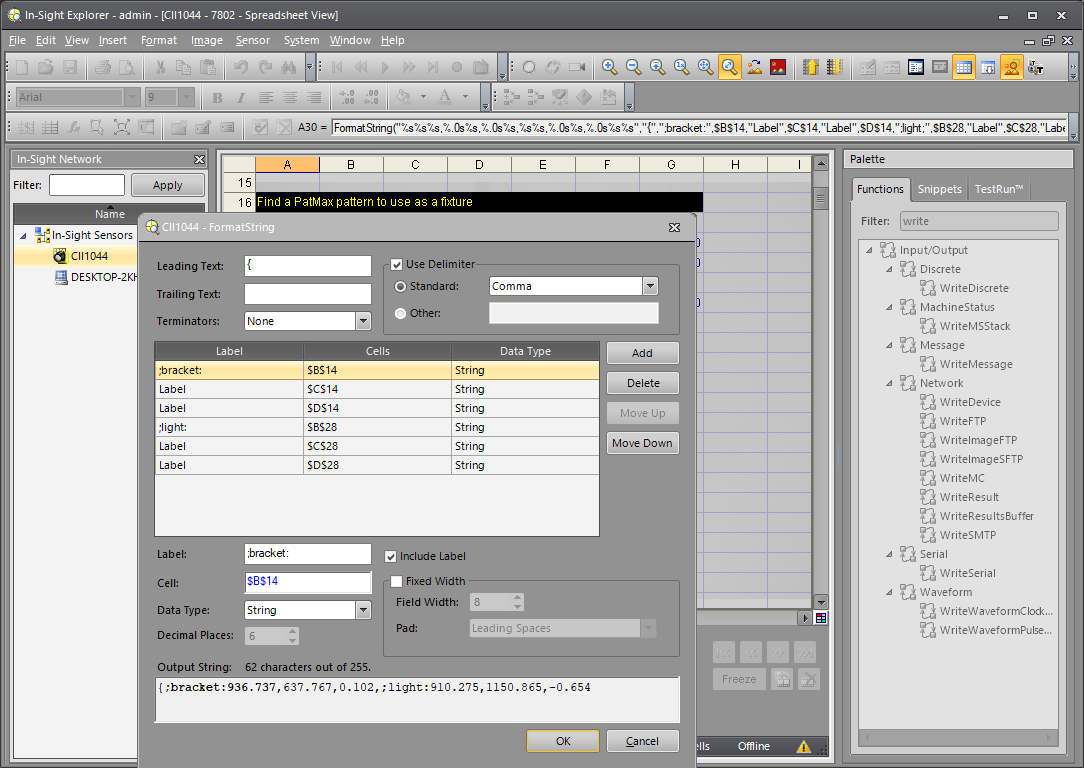 In-Sight Explorer - admin - [CII1044 - 7802 - Spreadsheet View]
File Edit View Insert Format Image Sensor System Window Help
Arial 9 B I A
A30 = FormatString("%s%s%s,%.0s%s,%.0s%s,%s%s,%.0s%s,%.0s%s%s","{",";bracket:",$B$14,"Label",$C$14,"Label",$D$14,";light;",$B$28,"Label",$C$28,"Labe
In-Sight Network
Filter: Apply
Name
In-Sight Sensors
CII1044
DESKTOP-2KH
A B C D E F G H I
15
16 Find a PatMax pattern to use as a fixture
CII1044 - FormatString
Leading Text: {
Trailing Text:
Terminators: None
Use Delimiter
Standard: Comma
Other:
Label Cells Data Type
;bracket: $B$14 String
Label $C$14 String
Label $D$14 String
;light: $B$28 String
Label $C$28 String
Label $D$28 String
Add
Delete
Move Up
Move Down
Label: ;bracket:
Cell: $B$14
Data Type: String
Decimal Places: 6
Include Label
Fixed Width
Field Width: 8
Pad: Leading Spaces
Output String: 62 characters out of 255.
{;bracket:936.737,637.767,0.102,;light:910.275,1150.865,-0.654
OK Cancel
Freeze
ells Offline
Palette
Functions Snippets TestRun™
Filter: write
Input/Output
Discrete
WriteDiscrete
MachineStatus
WriteMSStack
Message
WriteMessage
Network
WriteDevice
WriteFTP
WriteImageFTP
WriteImageSFTP
WriteMC
WriteResult
WriteResultsBuffer
WriteSMTP
Serial
WriteSerial
Waveform
WriteWaveformClock...
WriteWaveformPulse...